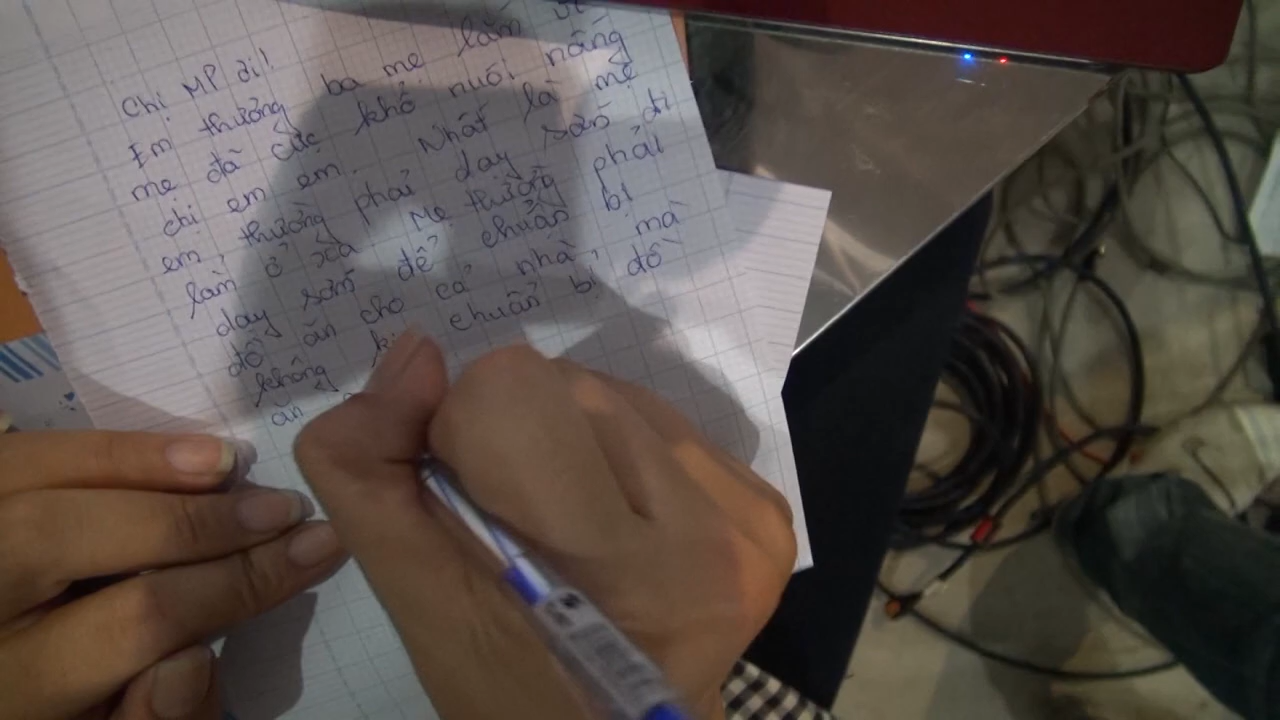 Chị MP ơi!
Em thương ba mẹ lắm vì
mẹ đã cực khổ nuôi nấng
chị em em. Nhất là mẹ
em thường phải dạy sớm đi
làm ở xa Mẹ thường phải
dạy sớm để chuẩn bị
đồ ăn cho cả nhà, mà
không chuẩn bị đồ
ăn